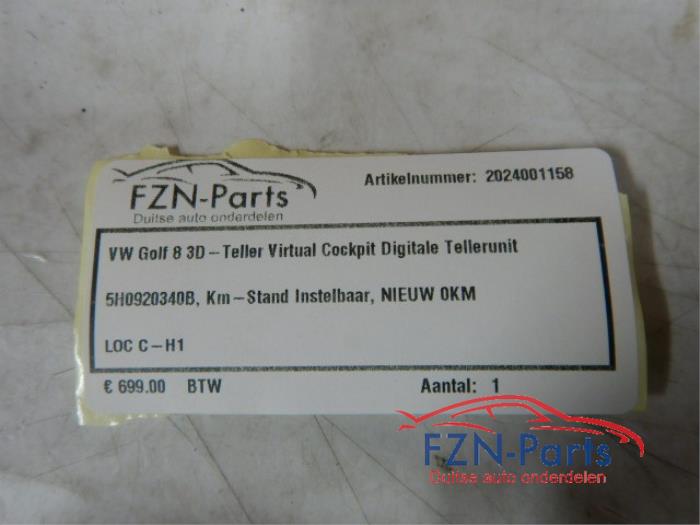 FZN-Parts
Duitse auto onderdelen
Artikelnummer: 2024001158
VW Golf 8 3D-Teller Virtual Cockpit Digitale Tellerunit
5H0920340B, Km-Stand Instelbaar, NIEUW 0KM
LOC C-H1
€ 699.00 BTW
Aantal: 1
FZN-Parts
Duitse auto onderdelen